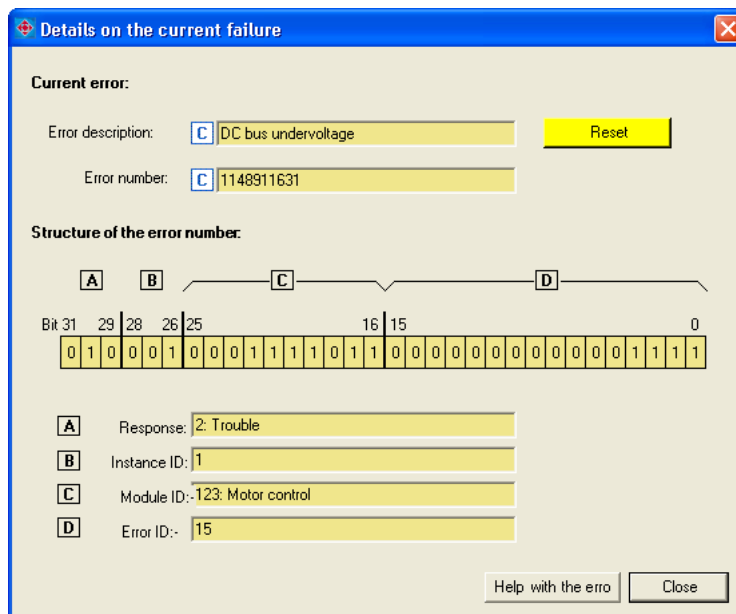 Details on the current failure
Current error:
Error description: C DC bus undervoltage Reset
Error number: C 1148911631
Structure of the error number:
A B C D
Bit 31 29 28 26 25 16 15 0
0 1 0 0 0 1 0 0 0 1 1 1 1 0 1 1 0 0 0 0 0 0 0 0 0 0 0 0 1 1 1 1
A Response: 2: Trouble
B Instance ID: 1
C Module ID:- 123: Motor control
D Error ID:- 15
Help with the erro Close